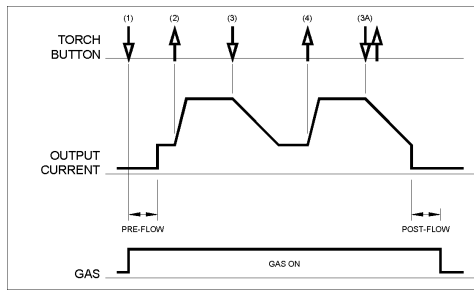 (1) (2) (3) (4) (3A)
TORCH
BUTTON
OUTPUT
CURRENT
PRE-FLOW POST-FLOW
GAS ON
GAS